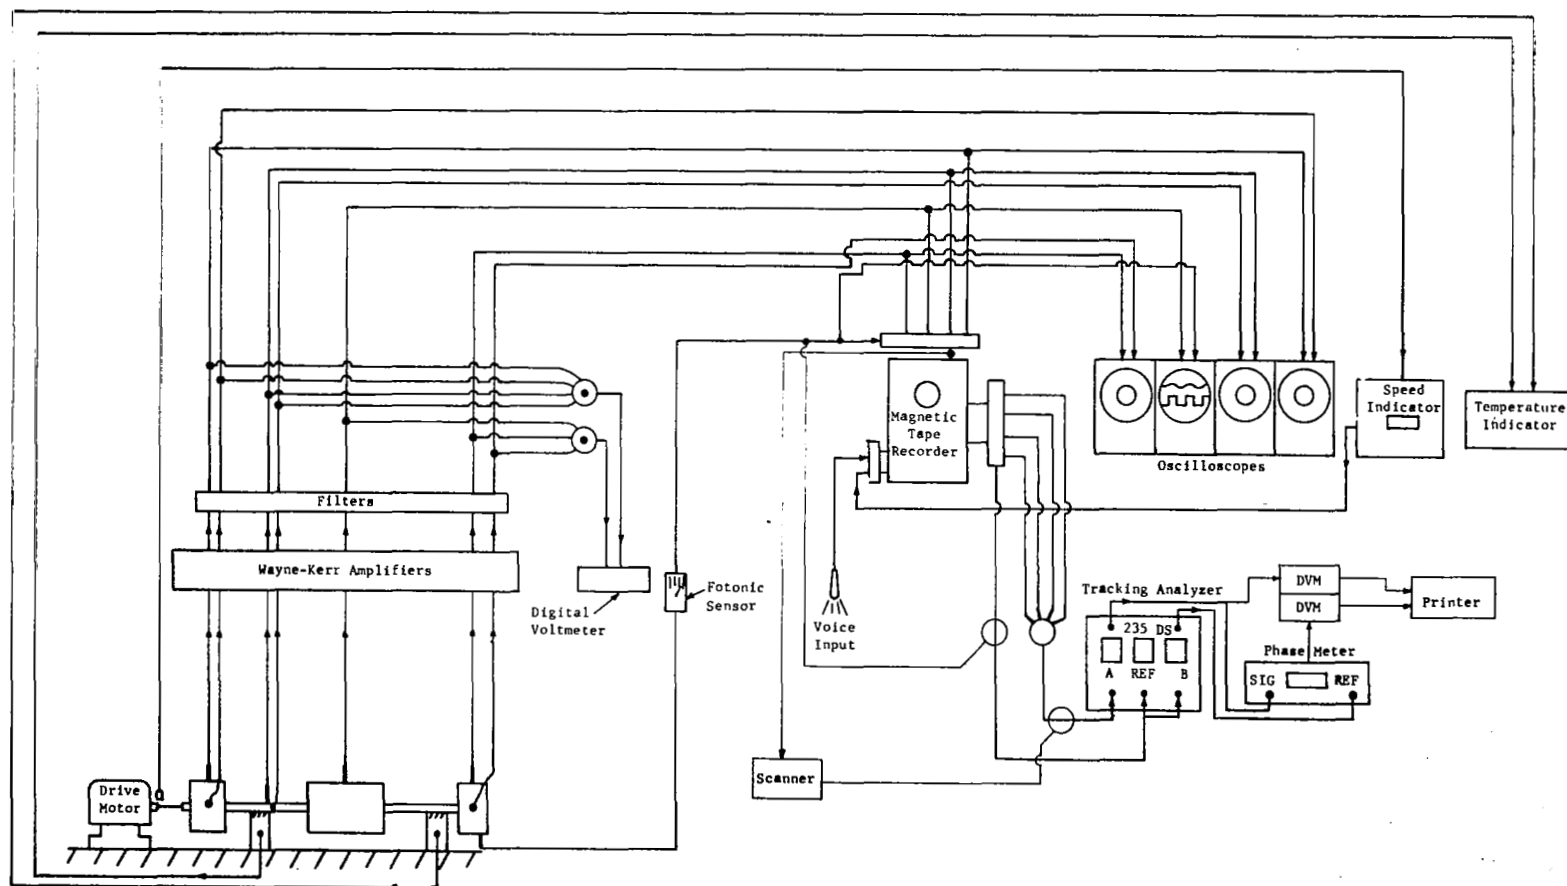 Magnetic
Tape
Recorder
Oscilloscopes
Speed
Indicator
Temperature
Indicator
Filters
Wayne-Kerr Amplifiers
Digital
Voltmeter
Fotonic
Sensor
Voice
Input
Tracking Analyzer
235 DS
A REF B
DVM
DVM
Printer
Phase Meter
SIG REF
Scanner
Drive
Motor